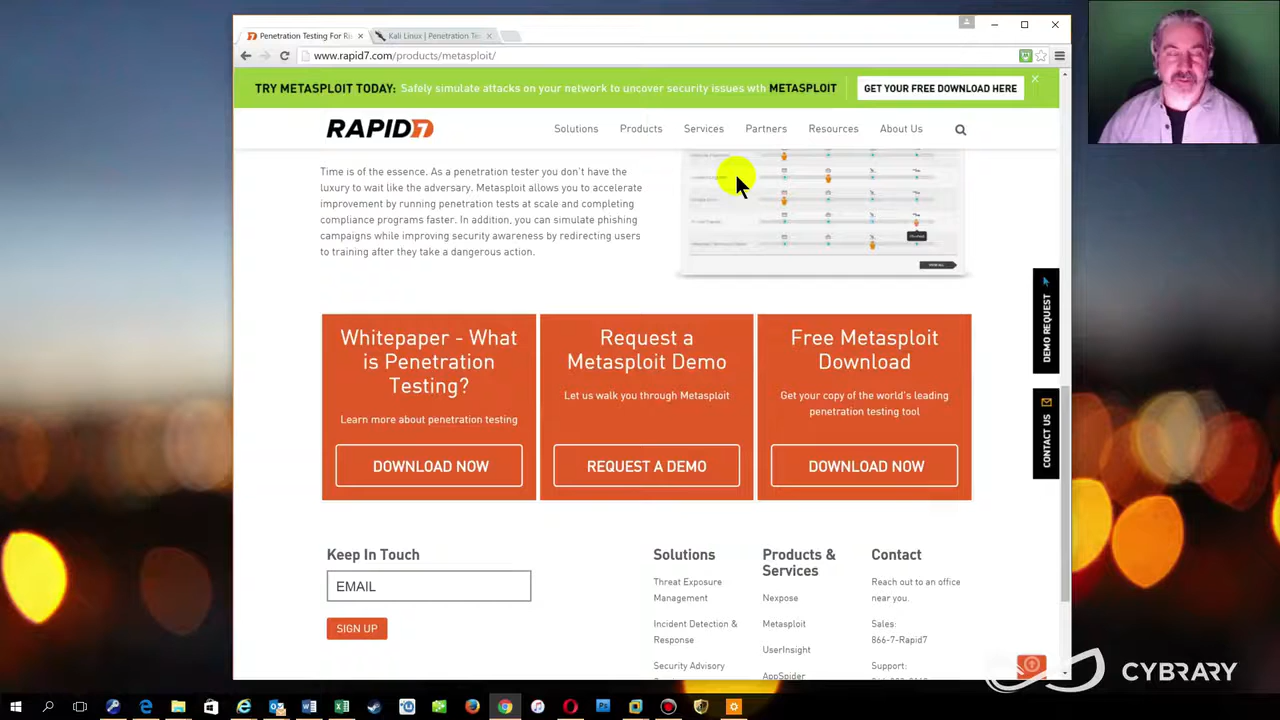 Penetration Testing For Ri
Kali Linux | Penetration Te
www.rapid7.com/products/metasploit/
TRY METASPLOIT TODAY: Safely simulate attacks on your network to uncover security issues wth METASPLOIT
GET YOUR FREE DOWNLOAD HERE
RAPID7
Solutions Products Services Partners Resources About Us
Time is of the essence. As a penetration tester you don't have the
luxury to wait like the adversary. Metasploit allows you to accelerate
improvement by running penetration tests at scale and completing
compliance programs faster. In addition, you can simulate phishing
campaigns while improving security awareness by redirecting users
to training after they take a dangerous action.
DEMO REQUEST
CONTACT US
Whitepaper - What
is Penetration
Testing?
Learn more about penetration testing
DOWNLOAD NOW
Request a
Metasploit Demo
Let us walk you through Metasploit
REQUEST A DEMO
Free Metasploit
Download
Get your copy of the world's leading
penetration testing tool
DOWNLOAD NOW
Keep In Touch
EMAIL
SIGN UP
Solutions
Threat Exposure
Management
Incident Detection &
Response
Security Advisory
Products &
Services
Nexpose
Metasploit
UserInsight
AppSpider
Contact
Reach out to an office
near you.
Sales:
866-7-Rapid7
Support:
CYBRARY